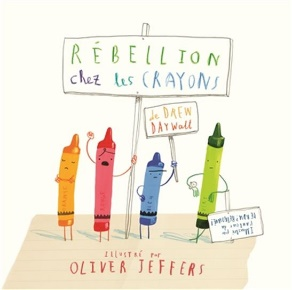 RÉBELLION
chez les CRAYONS
de DREW
DAYWalt
ILLUSTRÉ par
OLIVER JEFFERS